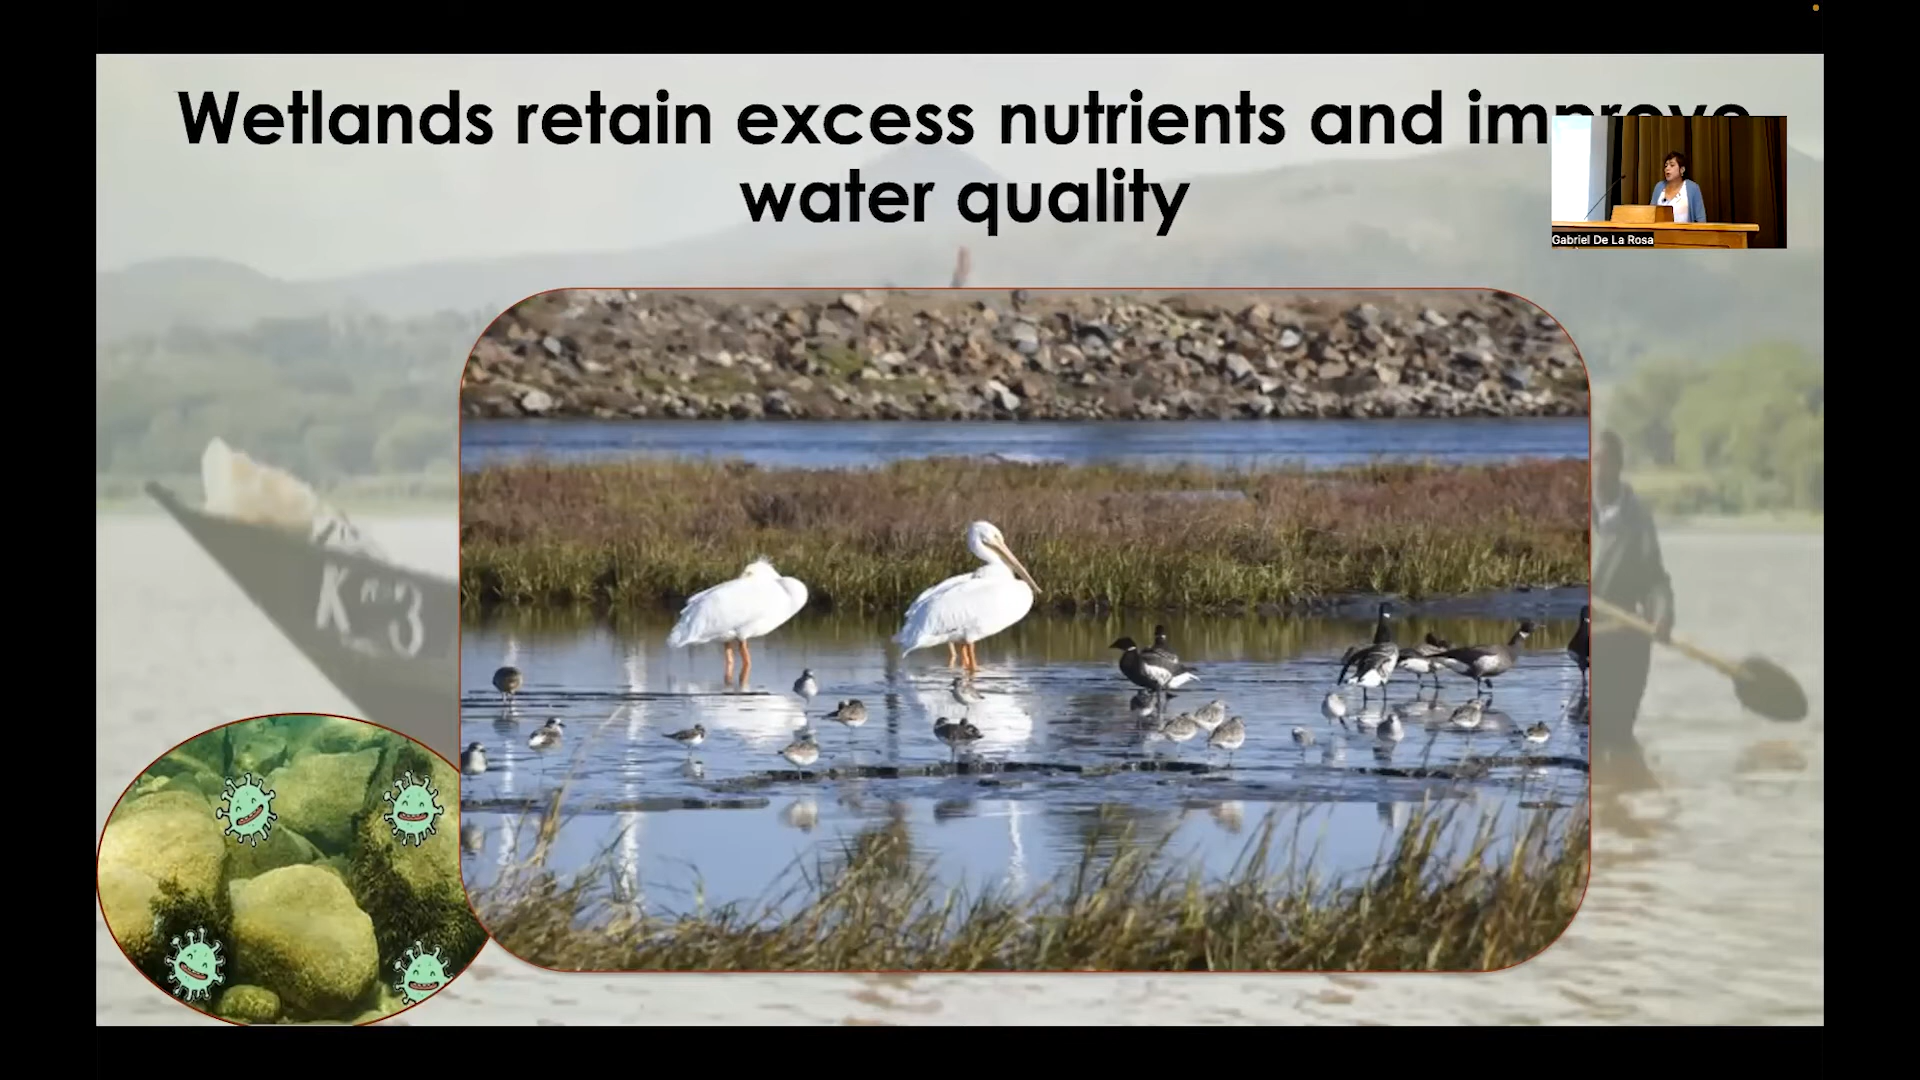 Wetlands retain excess nutrients and improve
water quality
Gabriel De La Rosa